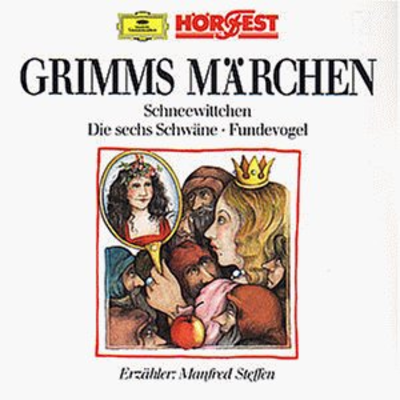 HÖRFEST
GRIMMS MÄRCHEN
Schneewittchen
Die sechs Schwäne · Fundevogel
Erzähler: Manfred Steffen